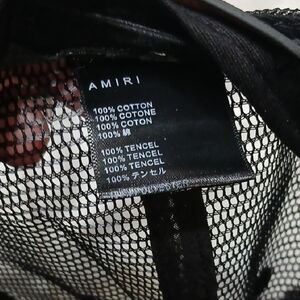 AMIRI
100% COTTON
100% COTONE
100% COTON
100% 綿
100% TENCEL
100% TENCEL
100% TENCEL
100% テンセル